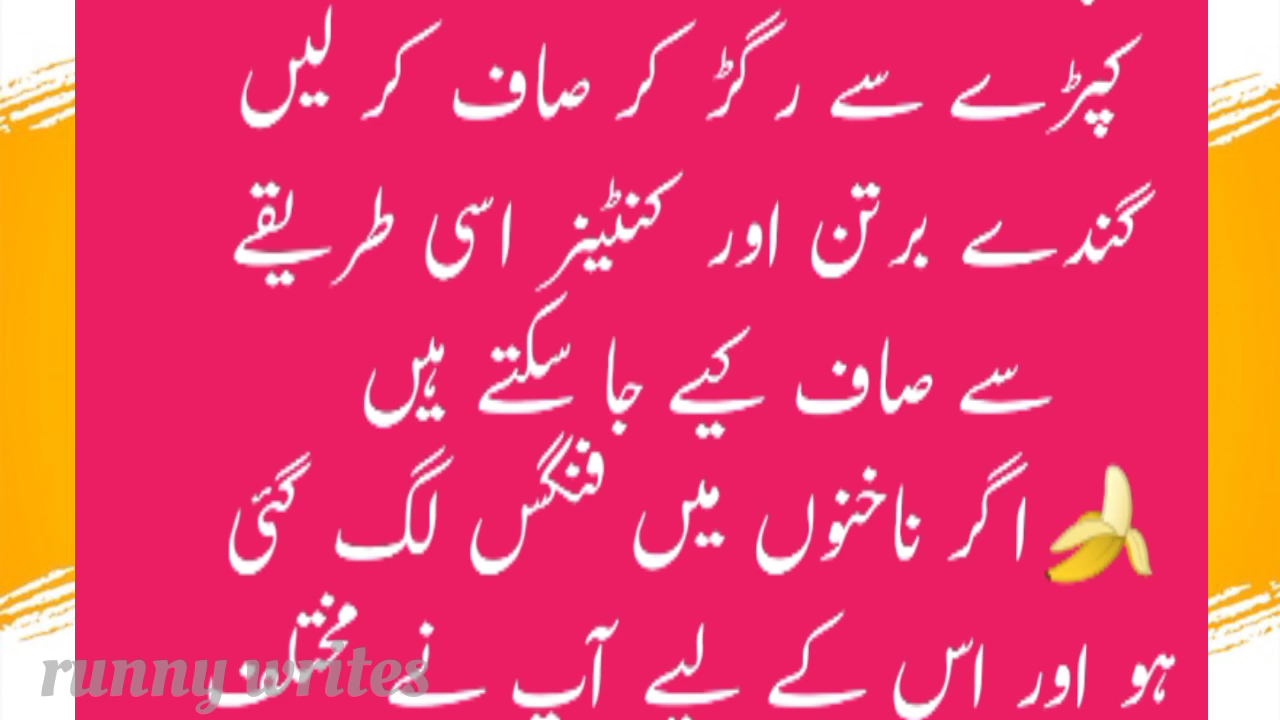 کپڑے سے رگڑ کر صاف کر لیں
گندے برتن اور کنٹینر اسی طریقے
سے صاف کیے جا سکتے ہیں
🍌اگر ناخنوں میں فنگس لگ گئی
ہو اور اس کے لیے آپ نے مختلف
runny writes